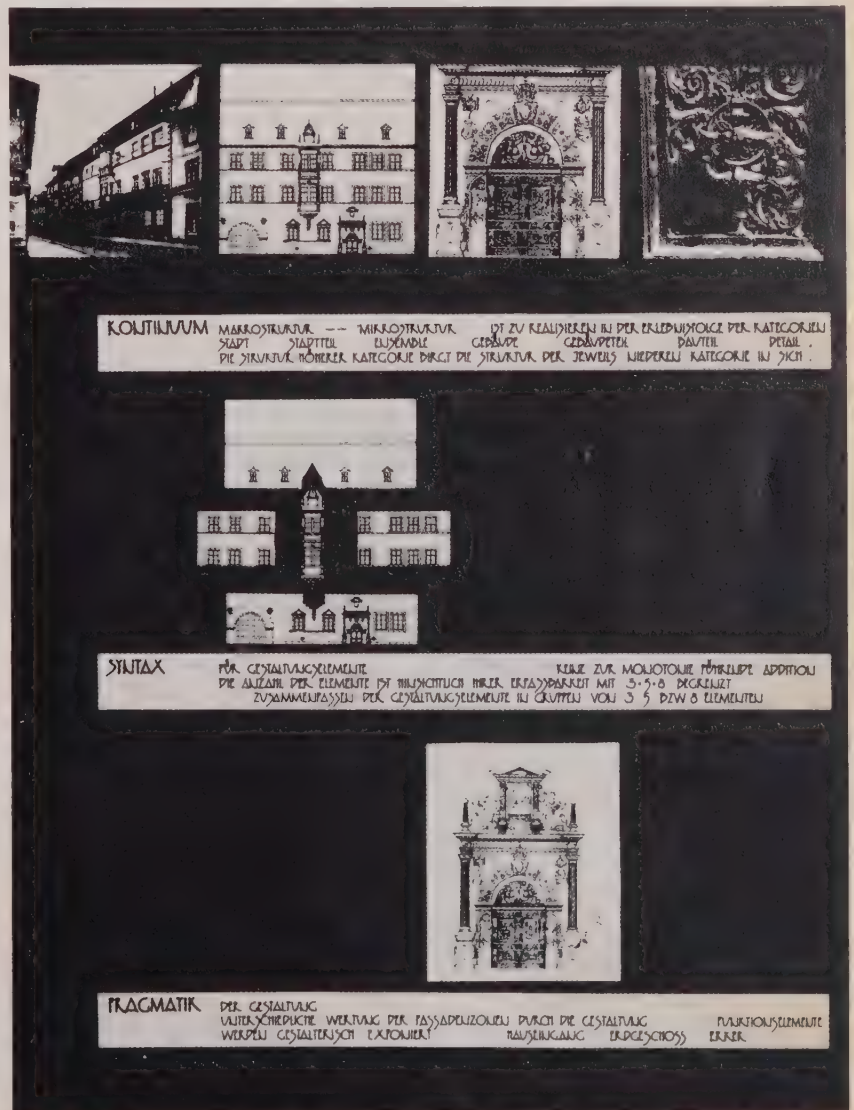 KONTINUUM MAKROSTRUKTUR -- MIKROSTRUKTUR IST ZU REALISIEREN IN DER ERLEBNISFOLGE DER KATEGORIEN
STADT STADTTEIL ENSEMBLE GEBÄUDE GEBÄUDETEIL BAUTEIL DETAIL .
DIE STRUKTUR HÖHERER KATEGORIE BIRGT DIE STRUKTUR DER JEWEILS NIEDEREN KATEGORIE IN SICH .
SYNTAX FÜR GESTALTUNGSELEMENTE KEINE ZUR MONOTONIE FÜHRENDE ADDITION
DIE ANZAHL DER ELEMENTE IST HINSICHTLICH IHRER ERFASSBARKEIT MIT 3·5·8 BEGRENZT
ZUSAMMENFASSEN DER GESTALTUNGSELEMENTE IN GRUPPEN VON 3 5 BZW 8 ELEMENTEN
PRAGMATIK DER GESTALTUNG
UNTERSCHIEDLICHE WERTUNG DER FASSADENZONEN DURCH DIE GESTALTUNG FUNKTIONSELEMENTE
WERDEN GESTALTERISCH EXPONIERT HAUSEINGANG ERDGESCHOSS ERKER